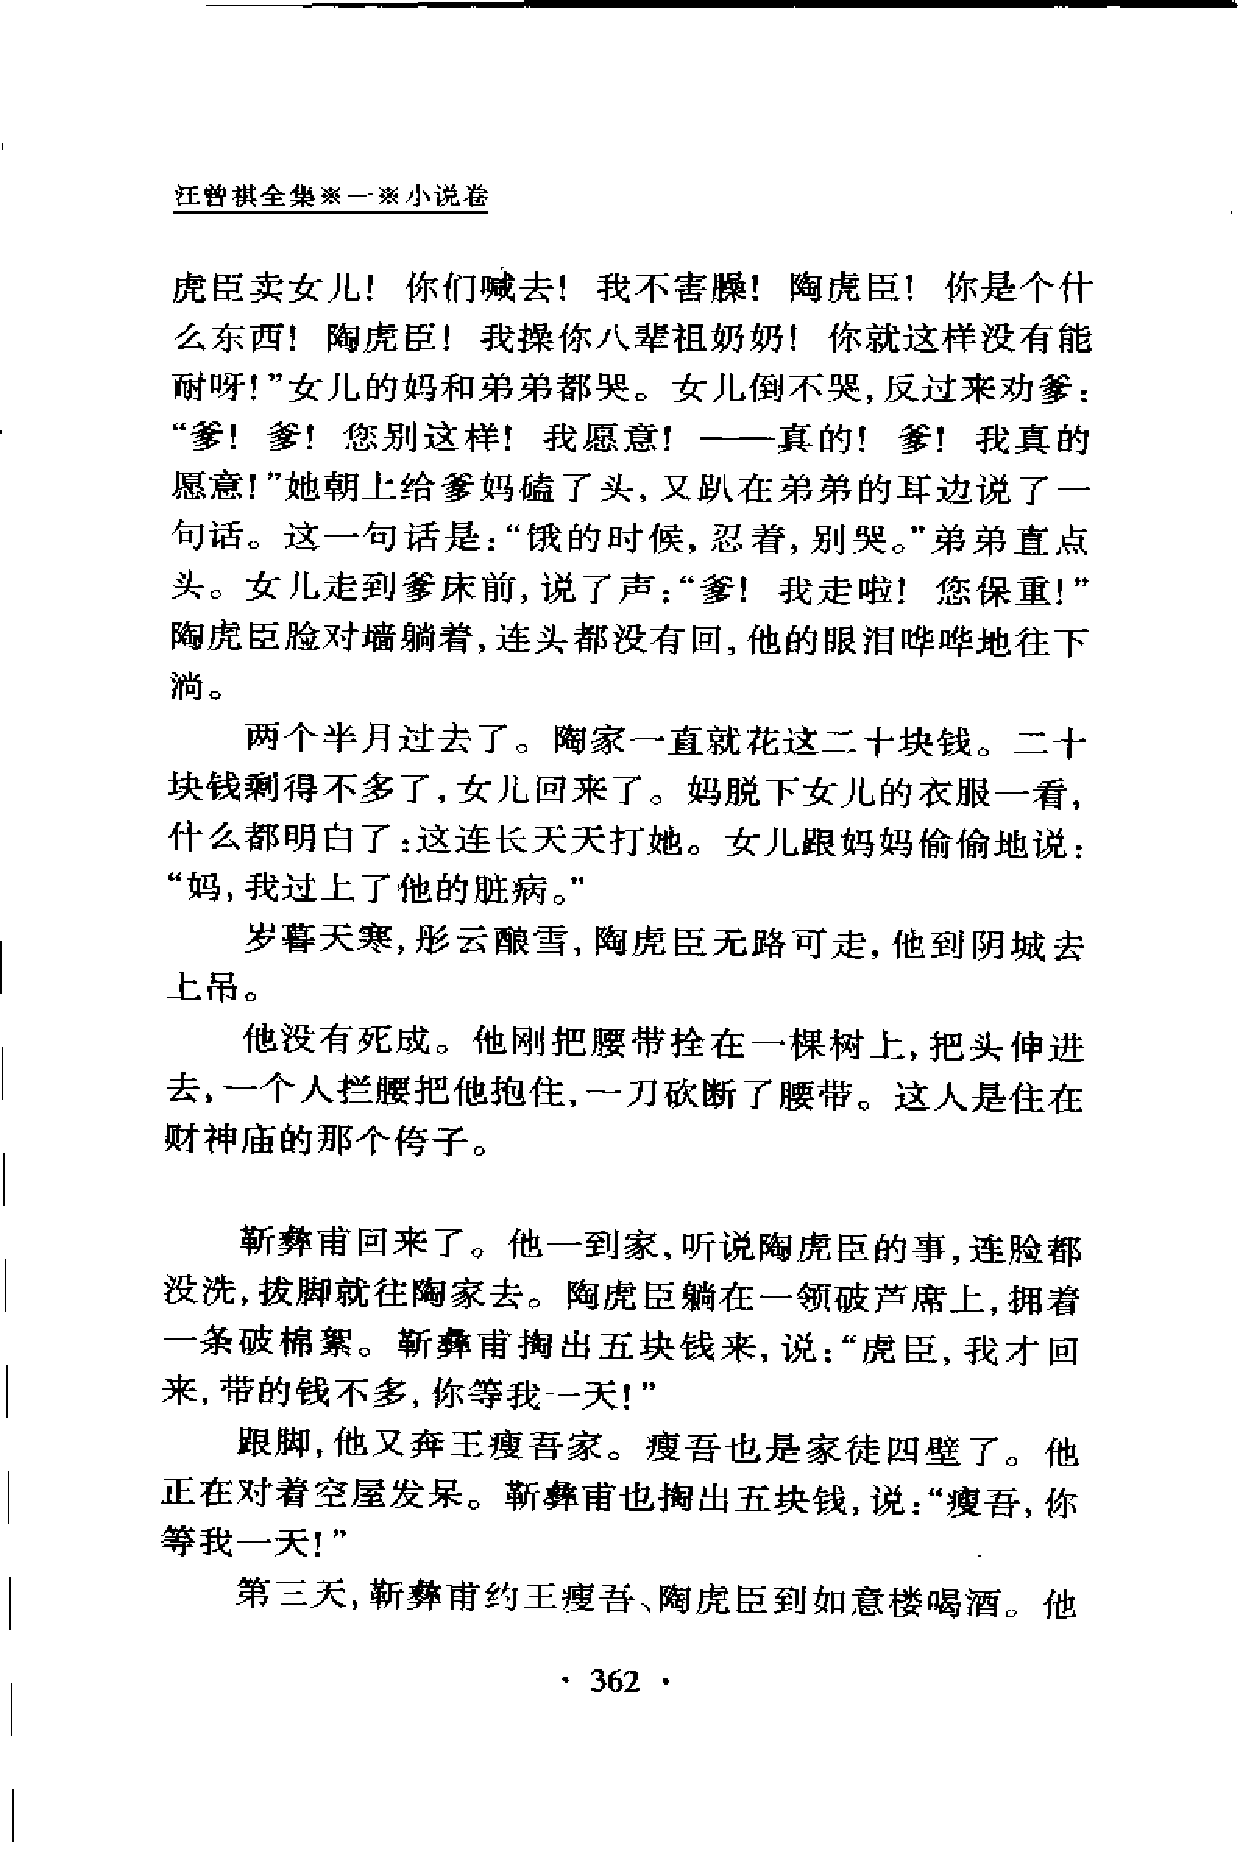 汪曾祺全集※一※小说卷
虎臣卖女儿！你们喊去！我不害臊！陶虎臣！你是个什
么东西！陶虎臣！我操你八辈祖奶奶！你就这样没有能
耐呀！”女儿的妈和弟弟都哭。女儿倒不哭，反过来劝爹：
“爹！爹！您别这样！我愿意！——真的！爹！我真的
愿意！”她朝上给爹妈磕了头，又趴在弟弟的耳边说了一
句话。这一句话是：“饿的时候，忍着，别哭。”弟弟直点
头。女儿走到爹床前，说了声：“爹！我走啦！您保重！”
陶虎臣脸对墙躺着，连头都没有回，他的眼泪哗哗地往下
淌。
两个半月过去了。陶家一直就花这二十块钱。二十
块钱剩得不多了，女儿回来了。妈脱下女儿的衣服一看，
什么都明白了：这连长天天打她。女儿跟妈妈偷偷地说：
“妈，我过上了他的脏病。”
岁暮天寒，彤云酿雪，陶虎臣无路可走，他到阴城去
上吊。
他没有死成。他刚把腰带拴在一棵树上，把头伸进
去，一个人拦腰把他抱住，一刀砍断了腰带。这人是住在
财神庙的那个侉子。
靳彝甫回来了。他一到家，听说陶虎臣的事，连脸都
没洗，拔脚就往陶家去。陶虎臣躺在一领破芦席上，拥着
一条破棉絮。靳彝甫掏出五块钱来，说：“虎臣，我才回
来，带的钱不多，你等我一天！”
跟脚，他又奔王瘦吾家。瘦吾也是家徒四壁了。他
正在对着空屋发呆。靳彝甫也掏出五块钱，说：“瘦吾，你
等我一天！”
第三天，靳彝甫约王瘦吾、陶虎臣到如意楼喝酒。他
· 362 ·